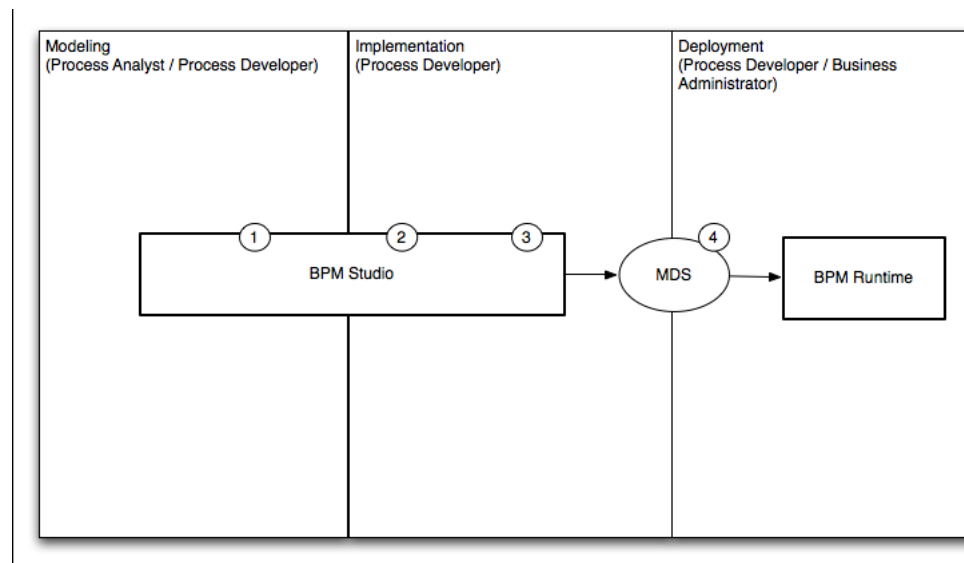 Modeling
(Process Analyst / Process Developer)
Implementation
(Process Developer)
Deployment
(Process Developer / Business
Administrator)
1
2
3
4
BPM Studio
MDS
BPM Runtime